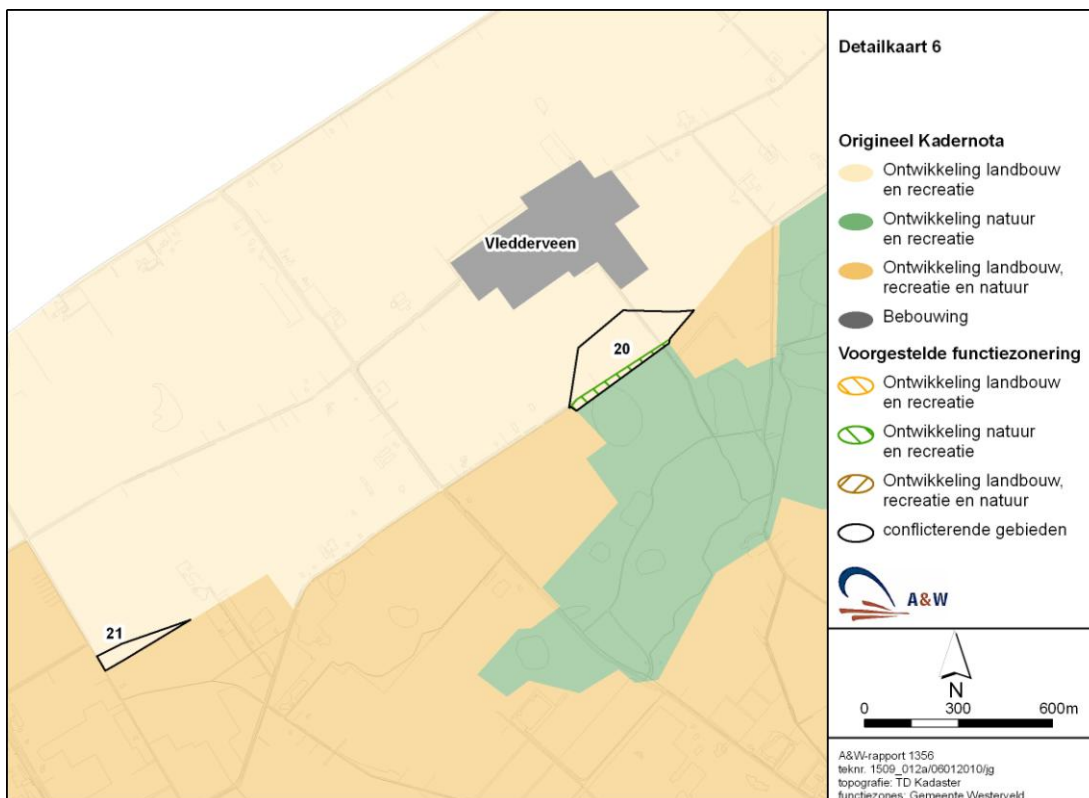 Detailkaart 6
Origineel Kadernota
Ontwikkeling landbouw
en recreatie
Ontwikkeling natuur
en recreatie
Ontwikkeling landbouw,
recreatie en natuur
Bebouwing
Voorgestelde functiezonering
Ontwikkeling landbouw
en recreatie
Ontwikkeling natuur
en recreatie
Ontwikkeling landbouw,
recreatie en natuur
conflicterende gebieden
A&W
N
0 300 600m
A&W-rapport 1356
teknr. 1509_012a/06012010/jg
topografie: TD Kadaster
functiezones: Gemeente Westerveld
Vledderveen
20
21